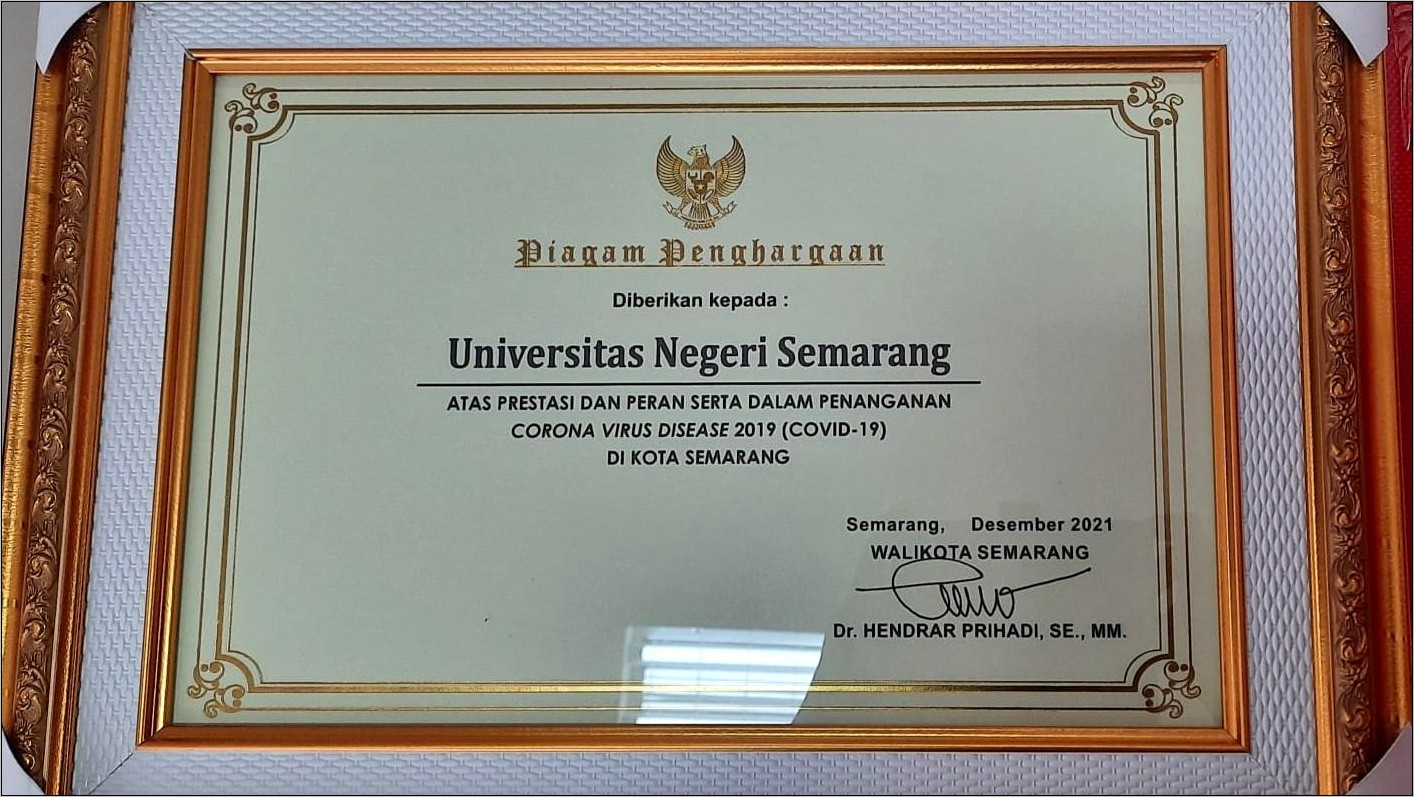 Piagam Penghargaan
Diberikan kepada :
Universitas Negeri Semarang
ATAS PRESTASI DAN PERAN SERTA DALAM PENANGANAN
CORONA VIRUS DISEASE 2019 (COVID-19)
DI KOTA SEMARANG
Semarang, Desember 2021
WALIKOTA SEMARANG
Dr. HENDRAR PRIHADI, SE., MM.